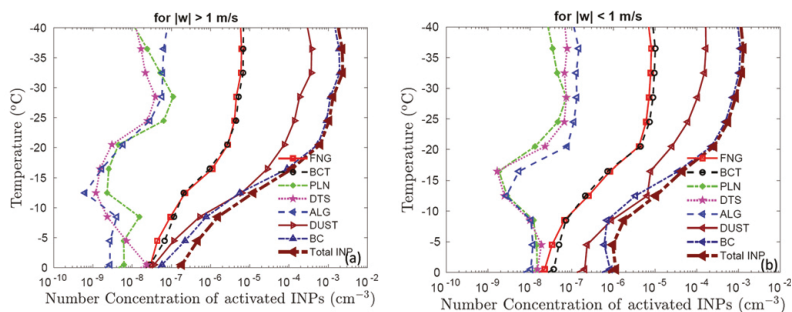 for |w| > 1 m/s
-40
-35
-30
-25
-20
-15
-10
-5
0
Temperature (°C)
FNG
BCT
PLN
DTS
ALG
DUST
BC
Total INP
(a)
10⁻¹⁰ 10⁻⁹ 10⁻⁸ 10⁻⁷ 10⁻⁶ 10⁻⁵ 10⁻⁴ 10⁻³ 10⁻²
Number Concentration of activated INPs (cm⁻³)
for |w| < 1 m/s
-40
-35
-30
-25
-20
-15
-10
-5
0
Temperature (°C)
FNG
BCT
PLN
DTS
ALG
DUST
BC
Total INP
(b)
10⁻¹⁰ 10⁻⁹ 10⁻⁸ 10⁻⁷ 10⁻⁶ 10⁻⁵ 10⁻⁴ 10⁻³ 10⁻²
Number Concentration of activated INPs (cm⁻³)